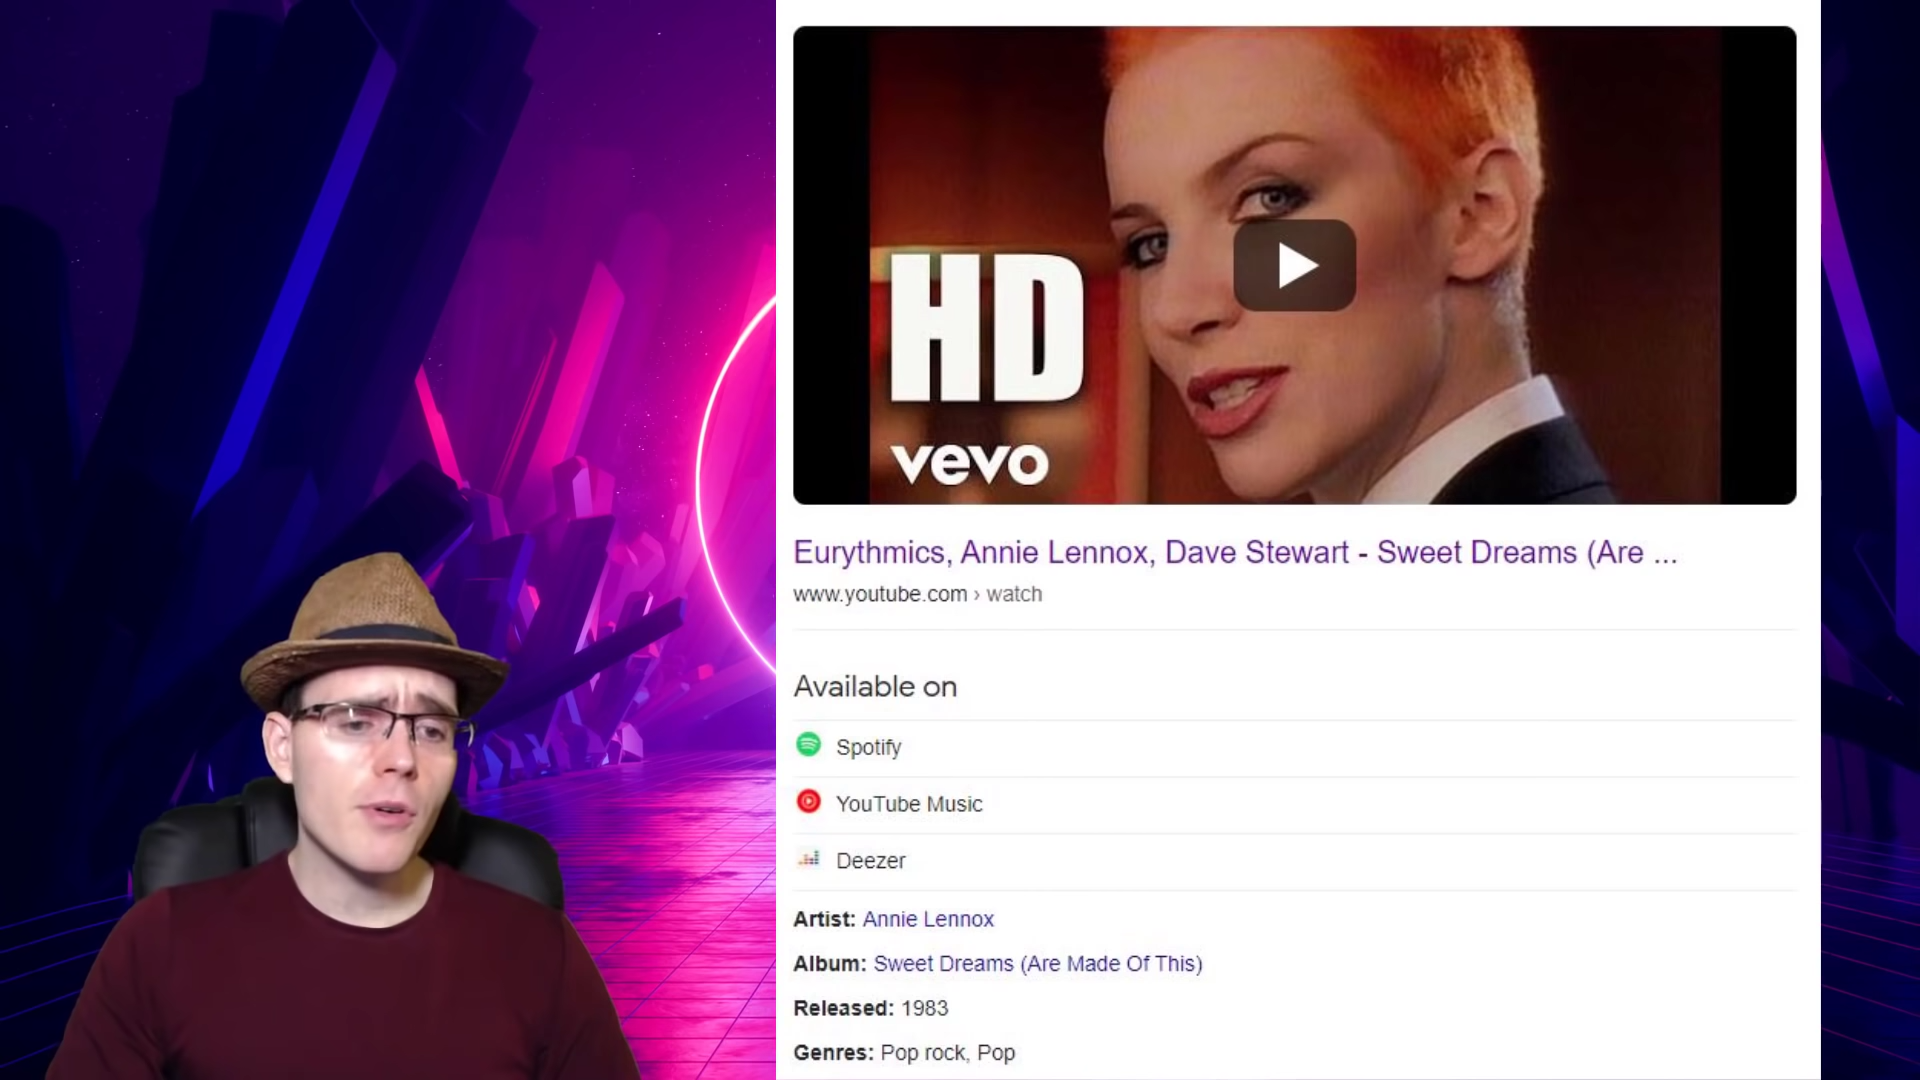 HD
vevo
Eurythmics, Annie Lennox, Dave Stewart - Sweet Dreams (Are ...
www.youtube.com › watch
Available on
Spotify
YouTube Music
Deezer
Artist: Annie Lennox
Album: Sweet Dreams (Are Made Of This)
Released: 1983
Genres: Pop rock, Pop